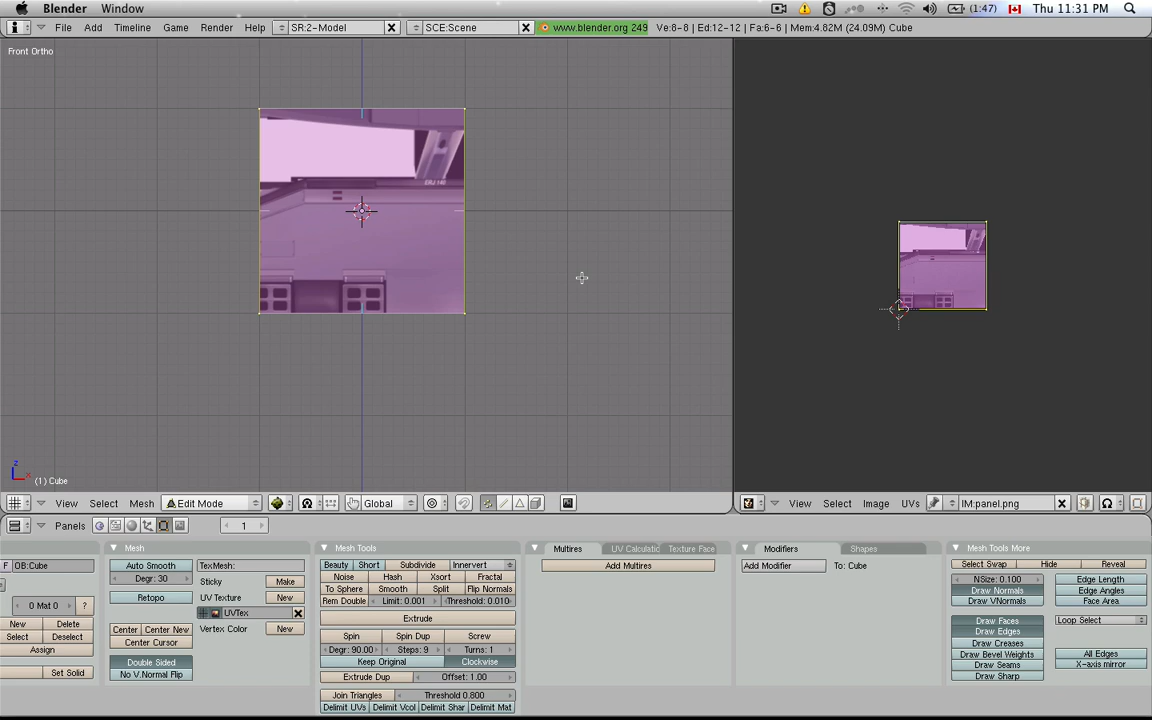 Blender Window (1:47) Thu 11:31 PM
File Add Timeline Game Render Help SR:2-Model SCE:Scene www.blender.org 249 Ve:8-8 | Ed:12-12 | Fa:6-6 | Mem:4.82M (24.09M) Cube
Front Ortho
ERJ 140
z
x
(1) Cube
View Select Mesh Edit Mode Global
View Select Image UVs IM:panel.png
Panels 1
Mesh
Mesh Tools
Multires UV Calculatic Texture Face
Modifiers Shapes
Mesh Tools More
F OB:Cube
0 Mat 0 ?
New Delete
Select Deselect
Assign
Set Solid
Auto Smooth
Degr: 30
Retopo
Center Center New
Center Cursor
Double Sided
No V.Normal Flip
TexMesh:
Sticky Make
UV Texture New
UVTex
Vertex Color New
Beauty Short Subdivide Innervert
Noise Hash Xsort Fractal
To Sphere Smooth Split Flip Normals
Rem Double Limit: 0.001 Threshold: 0.010
Extrude
Spin Spin Dup Screw
Degr: 90.00 Steps: 9 Turns: 1
Keep Original Clockwise
Extrude Dup Offset: 1.00
Join Triangles Threshold 0.800
Delimit UVs Delimit Vcol Delimit Shar Delimit Mat
Add Multires
Add Modifier To: Cube
Select Swap Hide Reveal
NSize: 0.100
Draw Normals
Draw VNormals
Edge Length
Edge Angles
Face Area
Draw Faces
Draw Edges
Draw Creases
Draw Bevel Weights
Draw Seams
Draw Sharp
Loop Select
All Edges
X-axis mirror